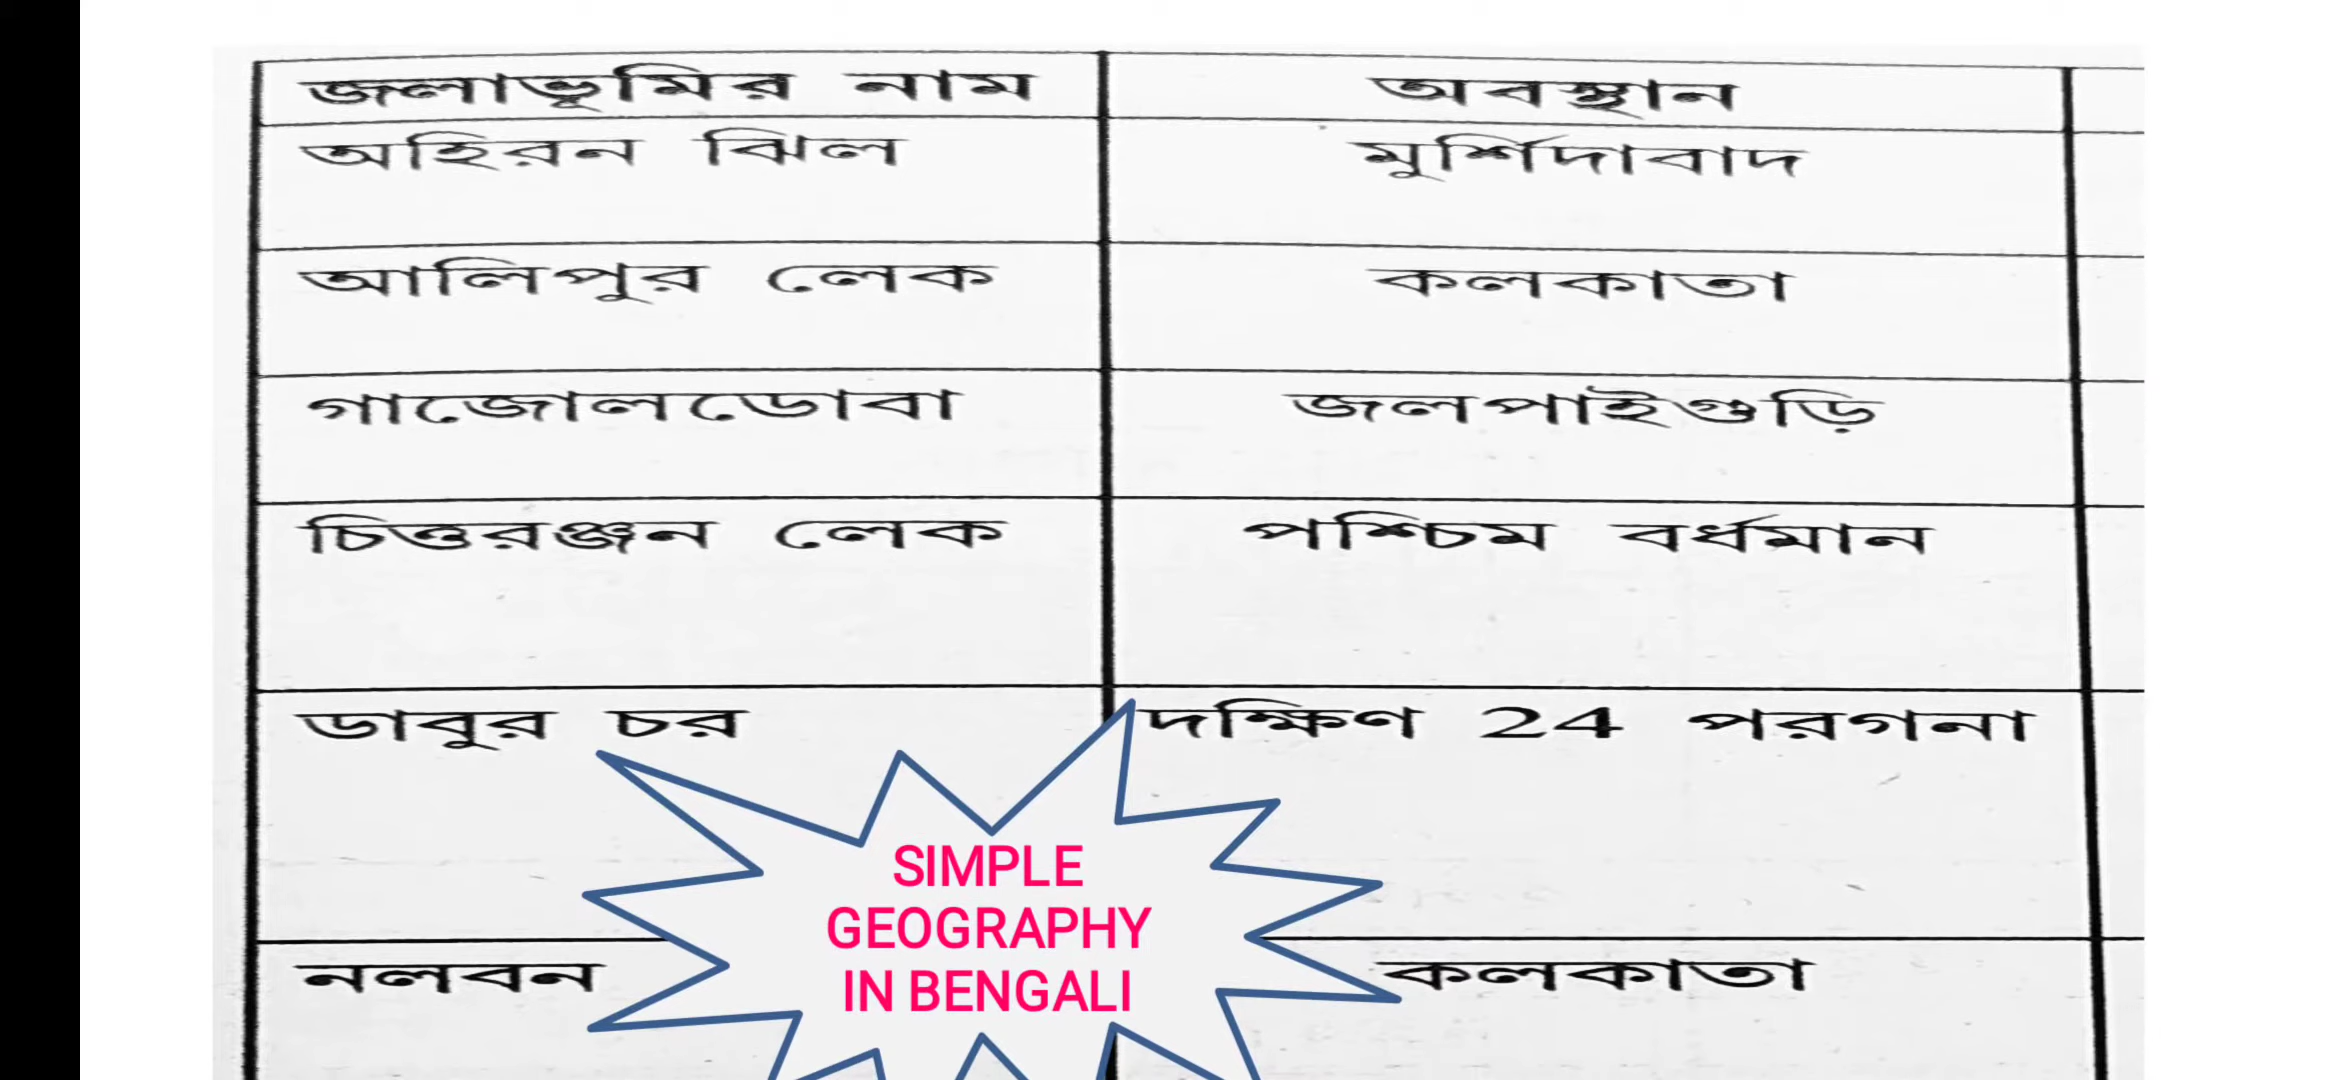 জলাভূমির নাম অবস্থান
অহিরন ঝিল মুর্শিদাবাদ
আলিপুর লেক কলকাতা
গাজোলডোবা জলপাইগুড়ি
চিত্তরঞ্জন লেক পশ্চিম বর্ধমান
ডাবুর চর দক্ষিণ 24 পরগনা
SIMPLE
GEOGRAPHY
IN BENGALI
নলবন কলকাতা